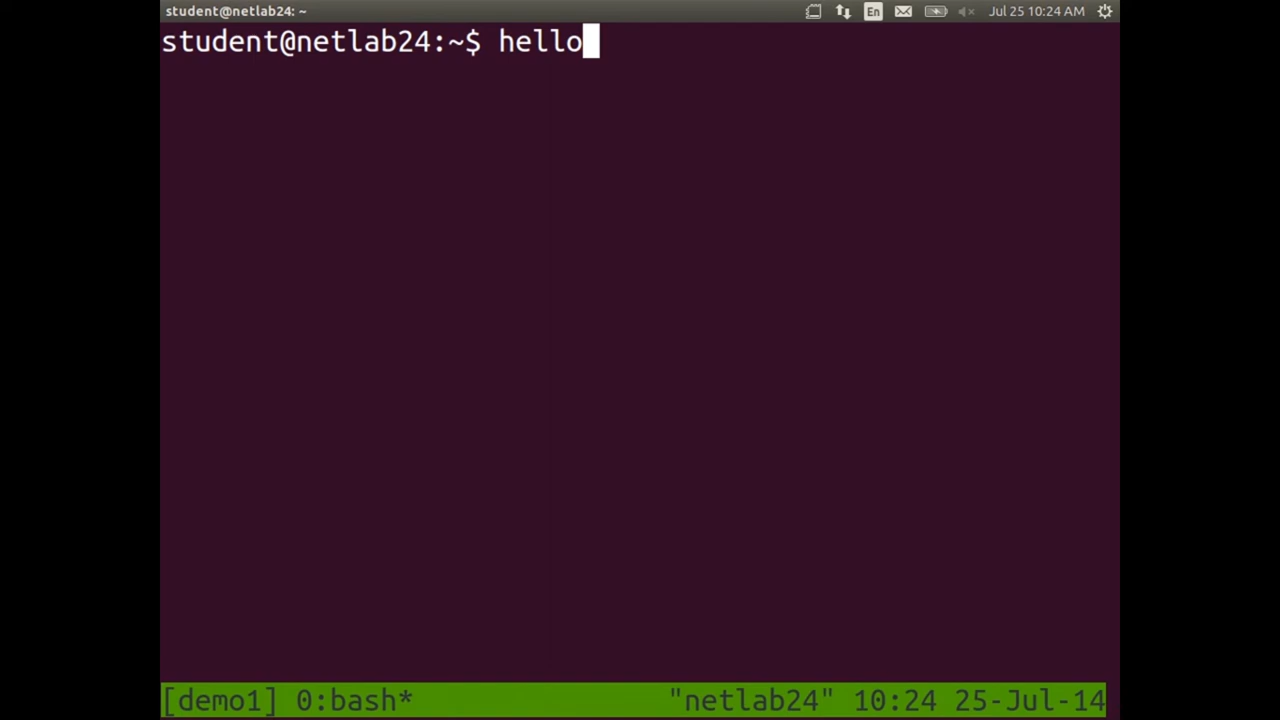 student@netlab24: ~ En Jul 25 10:24 AM
student@netlab24:~$ hello
[demo1] 0:bash* "netlab24" 10:24 25-Jul-14